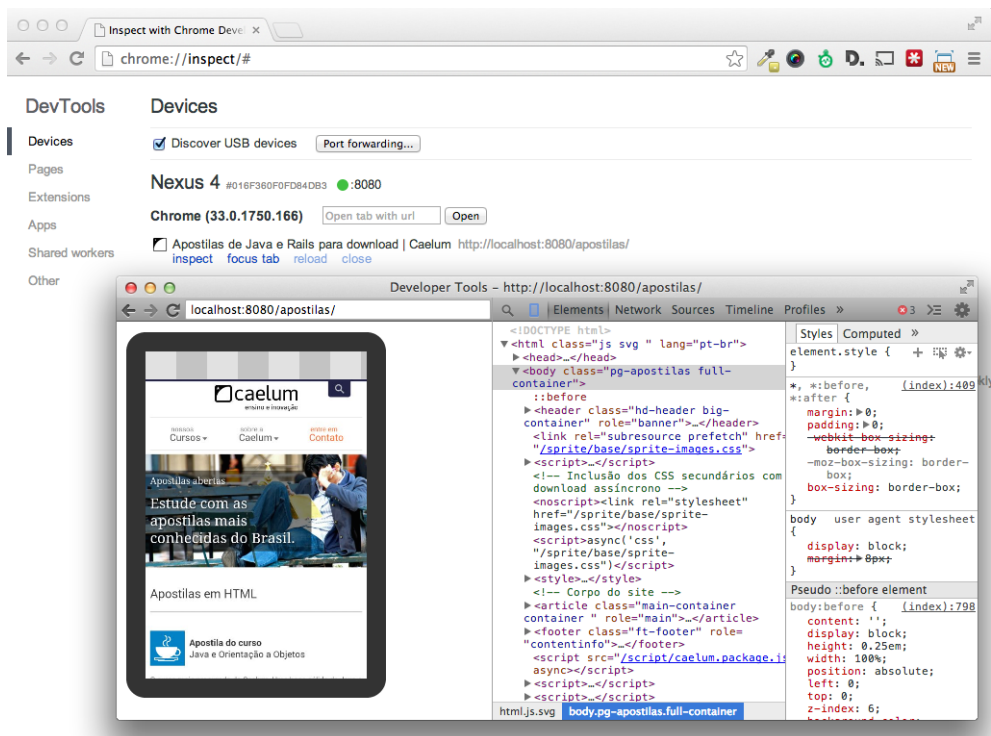 Inspect with Chrome Deve
chrome://inspect/#
NEW
DevTools
Devices
Pages
Extensions
Apps
Shared workers
Other
Devices
Discover USB devices
Port forwarding...
Nexus 4 #016F360F0FD84DB3 :8080
Chrome (33.0.1750.166)
Open tab with url
Open
Apostilas de Java e Rails para download | Caelum http://localhost:8080/apostilas/
inspect focus tab reload close
Developer Tools - http://localhost:8080/apostilas/
localhost:8080/apostilas/
Elements Network Sources Timeline Profiles »
3
caelum
ensino e inovação
nossos
Cursos
sobre a
Caelum
entre em
Contato
Apostilas abertas
Estude com as
apostilas mais
conhecidas do Brasil.
Apostilas em HTML
Apostila do curso
Java e Orientação a Objetos
<!DOCTYPE html>
<html class="js svg " lang="pt-br">
<head>…</head>
<body class="pg-apostilas full-
container">
::before
<header class="hd-header big-
container" role="banner">…</header>
<link rel="subresource prefetch" href=
"/sprite/base/sprite-images.css">
<script>…</script>
<!-- Inclusão dos CSS secundários com
download assíncrono -->
<noscript><link rel="stylesheet"
href="/sprite/base/sprite-
images.css"></noscript>
<script>async('css',
"/sprite/base/sprite-
images.css")</script>
<style>…</style>
<!-- Corpo do site -->
<article class="main-container
container " role="main">…</article>
<footer class="ft-footer" role=
"contentinfo">…</footer>
<script src="/script/caelum.package.js
async></script>
<script>…</script>
<script>…</script>
html.js.svg body.pg-apostilas.full-container
Styles Computed »
element.style {
}
*, *:before, (index):409
*:after {
margin: 0;
padding: 0;
-webkit-box-sizing:
border-box;
-moz-box-sizing: border-
box;
box-sizing: border-box;
}
body user agent stylesheet
{
display: block;
margin: 8px;
}
Pseudo ::before element
body:before { (index):798
content: '';
display: block;
height: 0.25em;
width: 100%;
position: absolute;
left: 0;
top: 0;
z-index: 6;